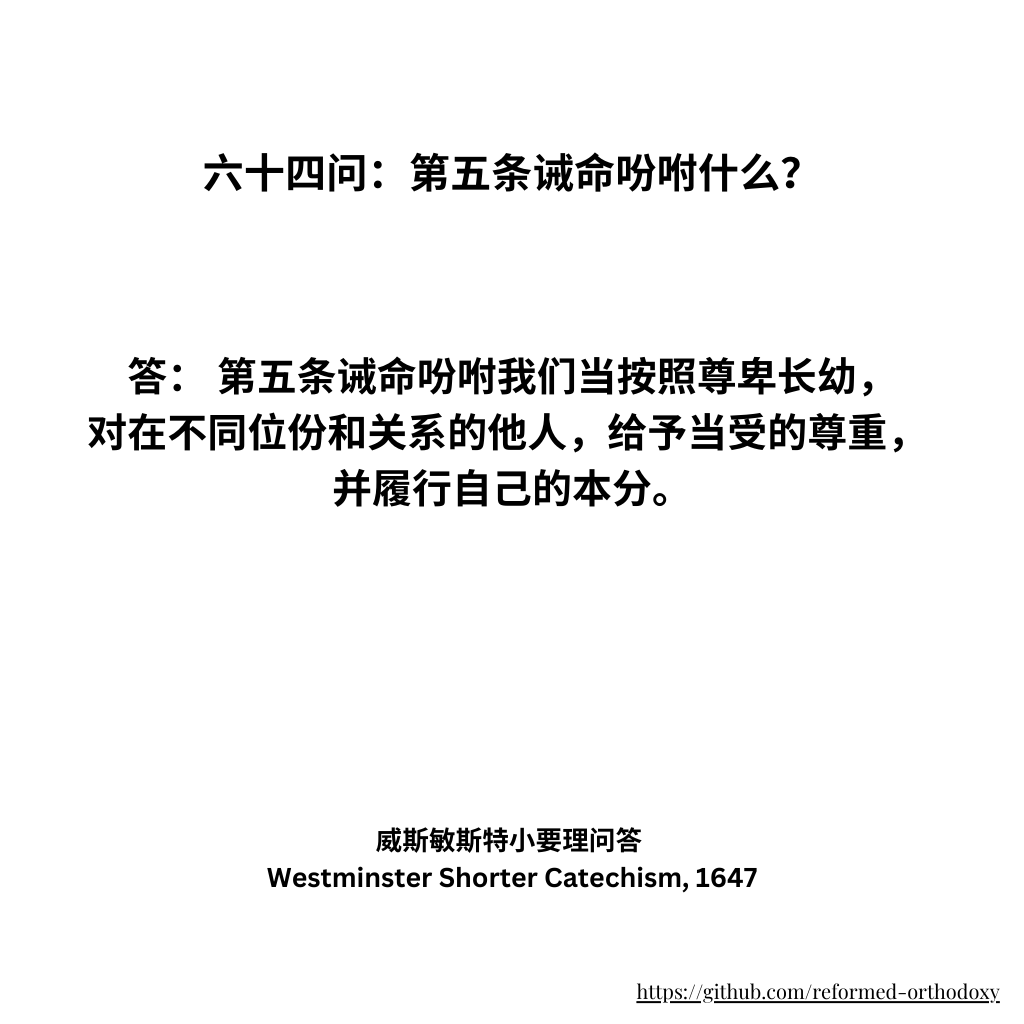 六十四问：第五条诫命吩咐什么？
答： 第五条诫命吩咐我们当按照尊卑长幼，
对在不同位份和关系的他人，给予当受的尊重，
并履行自己的本分。
威斯敏斯特小要理问答
Westminster Shorter Catechism, 1647
https://github.com/reformed-orthodoxy